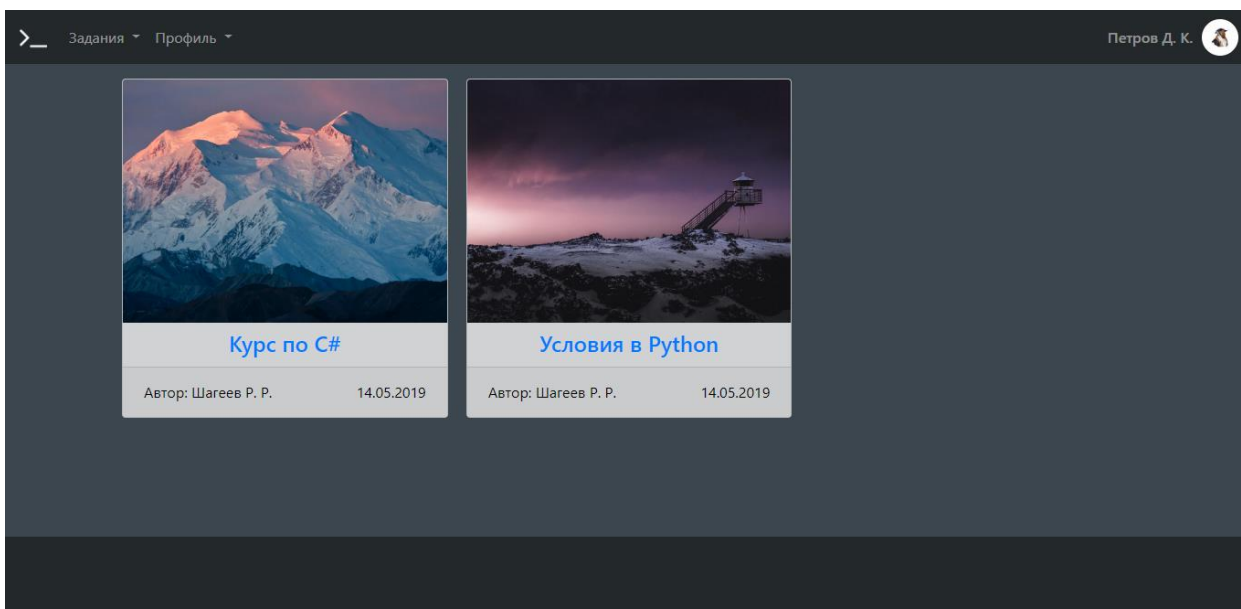 >_ Задания Профиль Петров Д. К.
Курс по C# Условия в Python
Автор: Шагеев Р. Р. 14.05.2019 Автор: Шагеев Р. Р. 14.05.2019